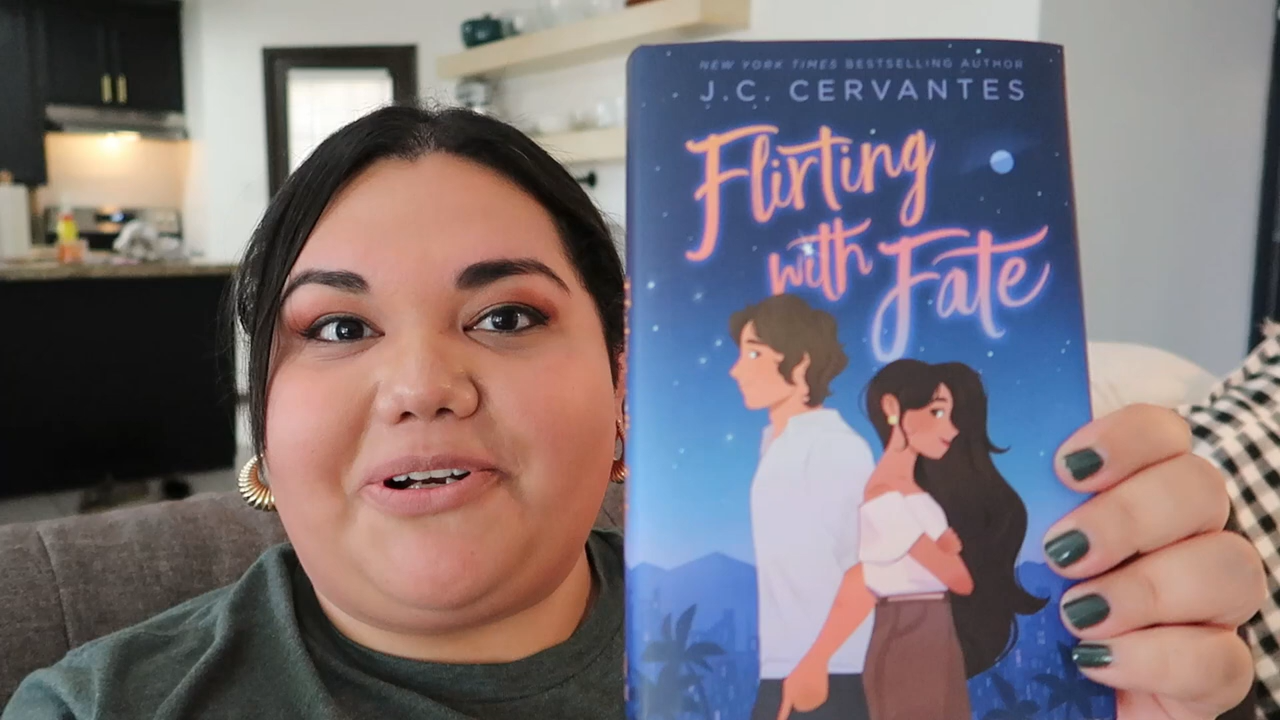 NEW YORK TIMES BESTSELLING AUTHOR
J.C. CERVANTES
Flirting
with Fate